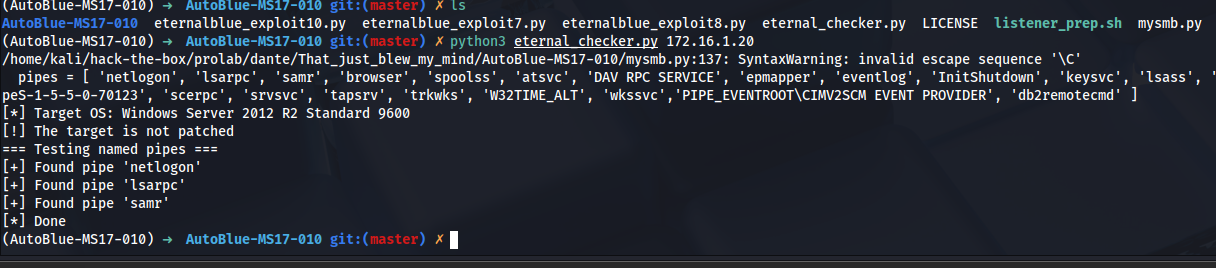 (AutoBlue-MS17-010) → AutoBlue-MS17-010 git:(master) ✗ ls
AutoBlue-MS17-010 eternalblue_exploit10.py eternalblue_exploit7.py eternalblue_exploit8.py eternal_checker.py LICENSE listener_prep.sh mysmb.py
(AutoBlue-MS17-010) → AutoBlue-MS17-010 git:(master) ✗ python3 eternal_checker.py 172.16.1.20
/home/kali/hack-the-box/prolab/dante/That_just_blew_my_mind/AutoBlue-MS17-010/mysmb.py:137: SyntaxWarning: invalid escape sequence '\C'
pipes = [ 'netlogon', 'lsarpc', 'samr', 'browser', 'spoolss', 'atsvc', 'DAV RPC SERVICE', 'epmapper', 'eventlog', 'InitShutdown', 'keysvc', 'lsass', '
peS-1-5-5-0-70123', 'scerpc', 'srvsvc', 'tapsrv', 'trkwks', 'W32TIME_ALT', 'wkssvc','PIPE_EVENTROOT\CIMV2SCM EVENT PROVIDER', 'db2remotecmd' ]
[*] Target OS: Windows Server 2012 R2 Standard 9600
[!] The target is not patched
=== Testing named pipes ===
[+] Found pipe 'netlogon'
[+] Found pipe 'lsarpc'
[+] Found pipe 'samr'
[*] Done
(AutoBlue-MS17-010) → AutoBlue-MS17-010 git:(master) ✗